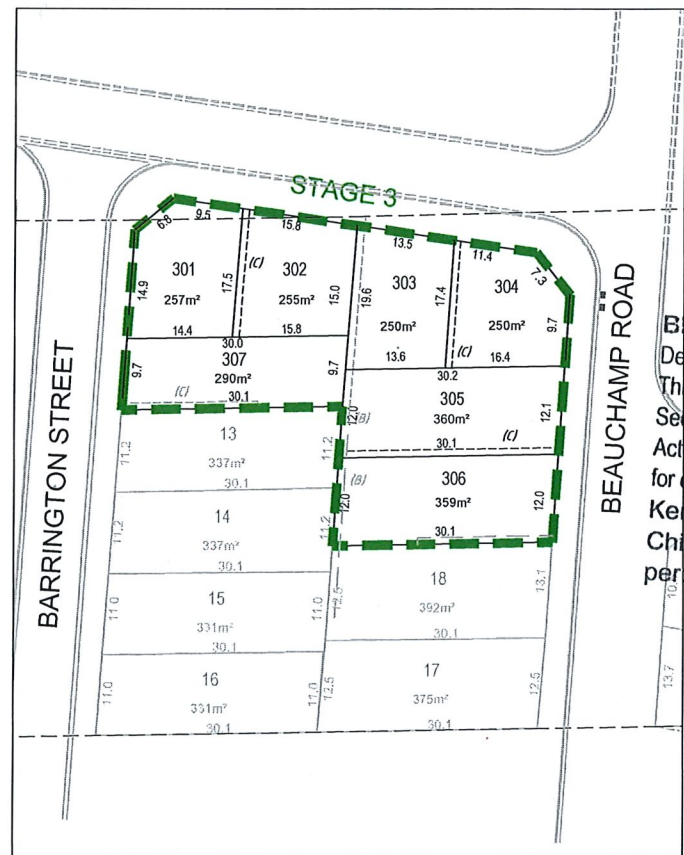 STAGE 3
6.8
9.5
15.8
13.5
11.4
7.3
301
257m²
14.9
17.5
14.4
(C)
302
255m²
15.0
15.8
19.6
303
250m²
17.4
13.6
304
250m²
9.7
16.4
(C)
30.0
307
290m²
9.7
9.7
(C)
30.1
30.2
305
360m²
12.1
12.0
(B)
30.1
(C)
306
359m²
(B)
12.0
12.0
30.1
13
337m²
11.2
11.2
30.1
14
337m²
11.2
11.2
30.1
15
331m²
11.0
11.0
30.1
16
331m²
11.0
11.0
30.1
18
392m²
12.5
13.1
30.1
17
375m²
12.5
12.5
30.1
13.7
BARRINGTON STREET
BEAUCHAMP ROAD
De
Th
Se
Act
for
Ker
Chi
per